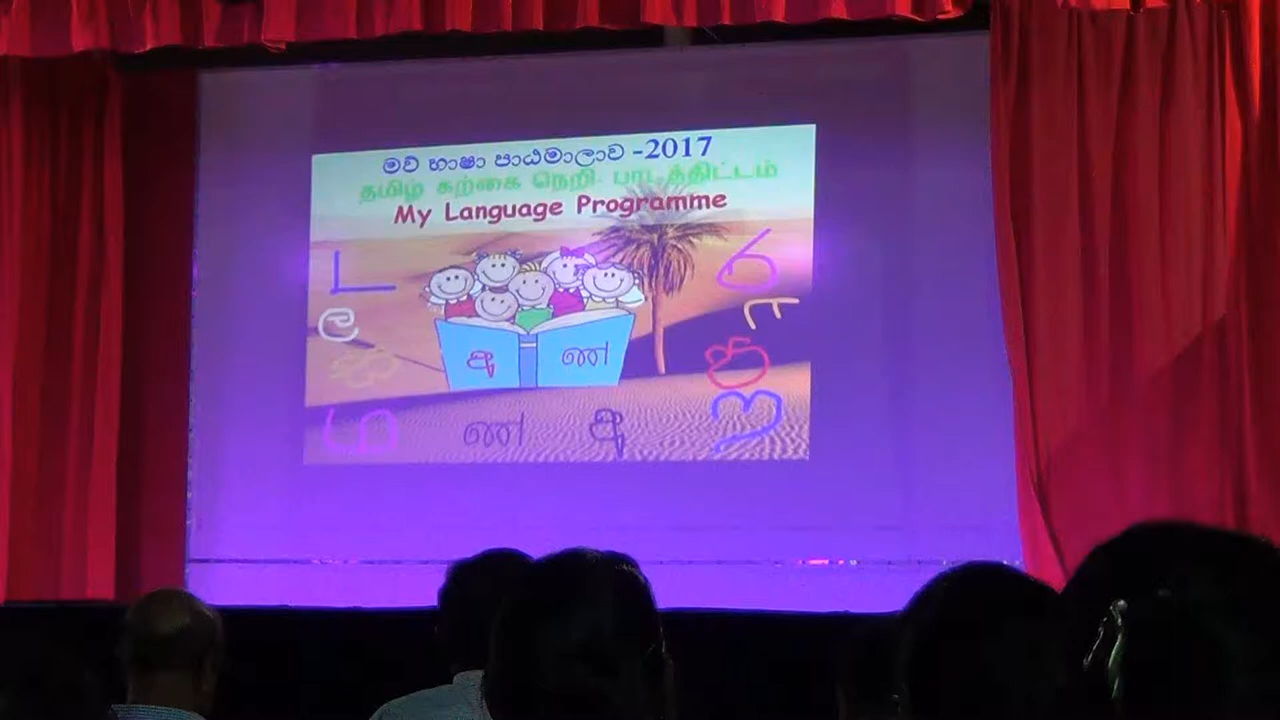 මව් භාෂා පාඨමාලාව -2017
தமிழ் கற்கை நெறி. பாடத்திட்டம்
My Language Programme
ட
ල
அ ண
ண அ